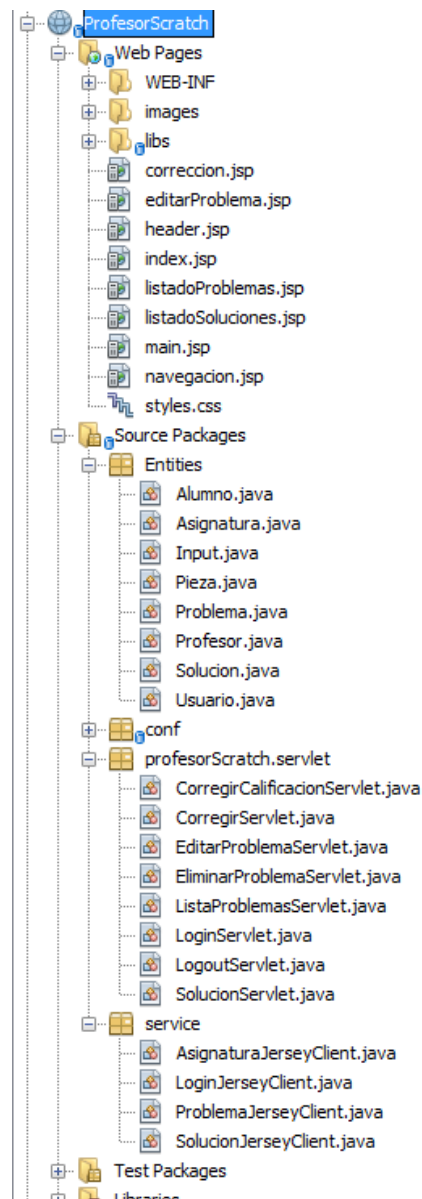 ProfesorScratch
Web Pages
WEB-INF
images
libs
correccion.jsp
editarProblema.jsp
header.jsp
index.jsp
listadoProblemas.jsp
listadoSoluciones.jsp
main.jsp
navegacion.jsp
styles.css
Source Packages
Entities
Alumno.java
Asignatura.java
Input.java
Pieza.java
Problema.java
Profesor.java
Solucion.java
Usuario.java
conf
profesorScratch.servlet
CorregirCalificacionServlet.java
CorregirServlet.java
EditarProblemaServlet.java
EliminarProblemaServlet.java
ListaProblemasServlet.java
LoginServlet.java
LogoutServlet.java
SolucionServlet.java
service
AsignaturaJerseyClient.java
LoginJerseyClient.java
ProblemaJerseyClient.java
SolucionJerseyClient.java
Test Packages
Libraries